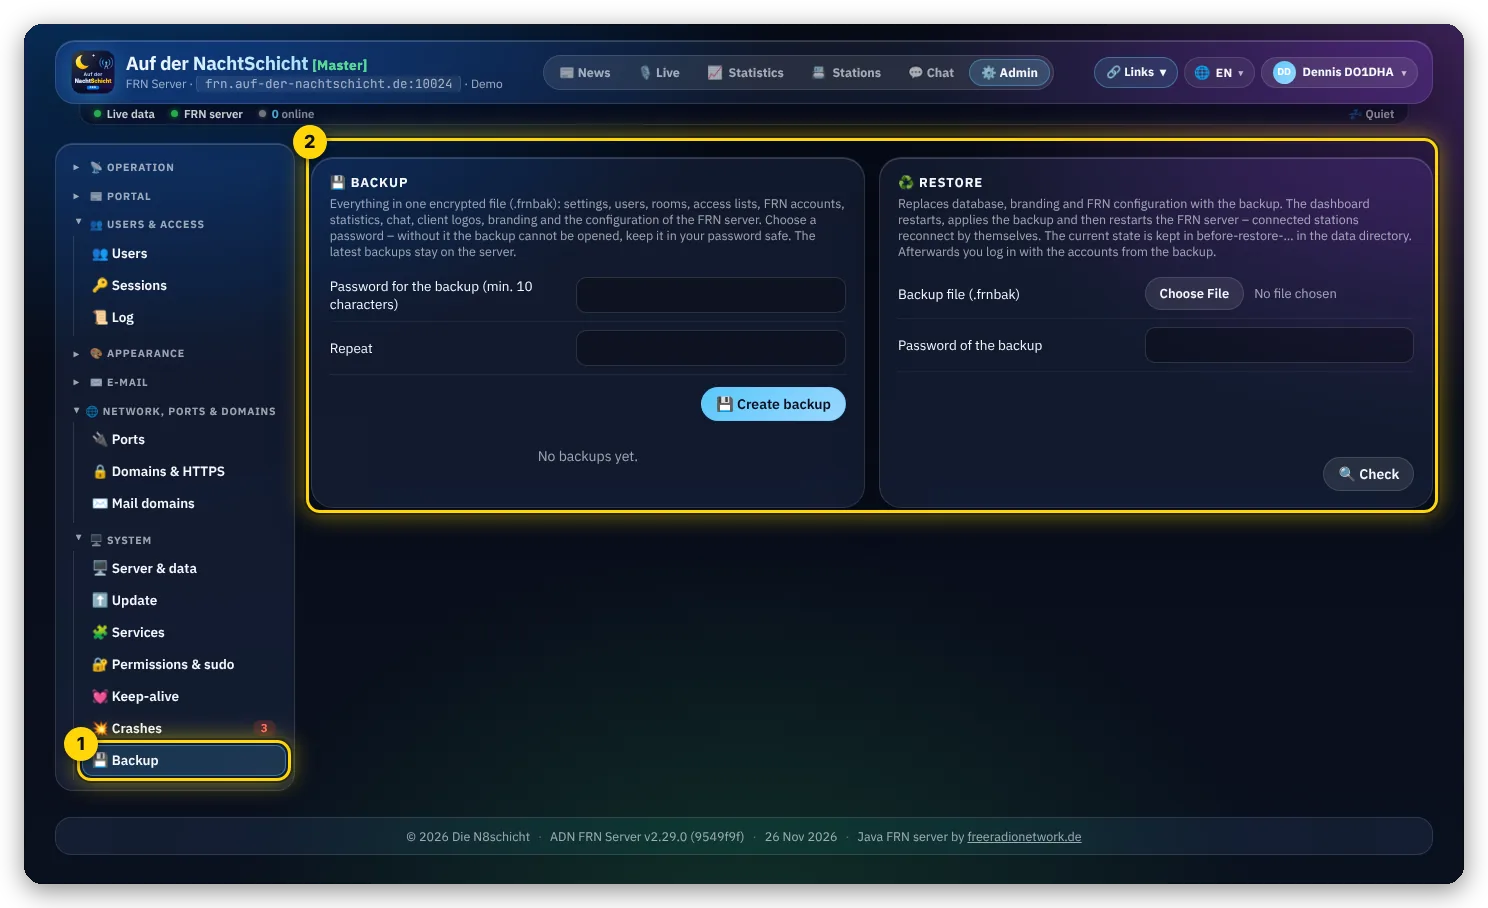 Auf der NachtSchicht [Master]
FRN Server · frn.auf-der-nachtschicht.de:10024 · Demo
Auf der
NachtSchicht
📰 News
🎙️ Live
📈 Statistics
📇 Stations
💬 Chat
⚙️ Admin
🔗 Links ▾
🌐 EN ▾
DD Dennis DO1DHA ▾
Live data
FRN server
0 online
💤 Quiet
▸ 📡 OPERATION
▸ 📰 PORTAL
▾ 👥 USERS & ACCESS
👥 Users
🔑 Sessions
📜 Log
▸ 🎨 APPEARANCE
▸ ✉️ E-MAIL
▾ 🌐 NETWORK, PORTS & DOMAINS
🔌 Ports
🔒 Domains & HTTPS
✉️ Mail domains
▾ 🖥️ SYSTEM
🖥️ Server & data
⬆️ Update
🧩 Services
🔐 Permissions & sudo
💓 Keep-alive
💥 Crashes 3
1
💾 Backup
2
💾 BACKUP
Everything in one encrypted file (.frnbak): settings, users, rooms, access lists, FRN accounts,
statistics, chat, client logos, branding and the configuration of the FRN server. Choose a
password – without it the backup cannot be opened, keep it in your password safe. The
latest backups stay on the server.
Password for the backup (min. 10
characters)
Repeat
💾 Create backup
No backups yet.
♻️ RESTORE
Replaces database, branding and FRN configuration with the backup. The dashboard
restarts, applies the backup and then restarts the FRN server – connected stations
reconnect by themselves. The current state is kept in before-restore-… in the data directory.
Afterwards you log in with the accounts from the backup.
Backup file (.frnbak)
Choose File No file chosen
Password of the backup
🔍 Check
© 2026 Die N8schicht · ADN FRN Server v2.29.0 (9549f9f) · 26 Nov 2026 · Java FRN server by freeradionetwork.de